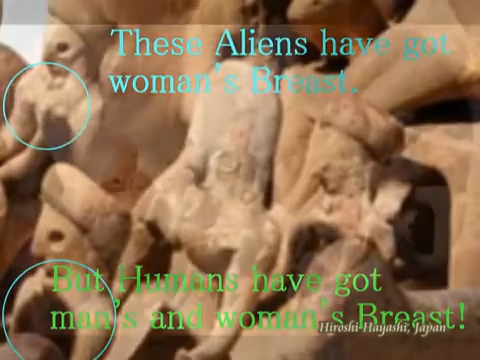 These Aliens have got
woman's Breast.
But Humans have got
man's and woman's Breast!
Hiroshi Hayashi, Japan